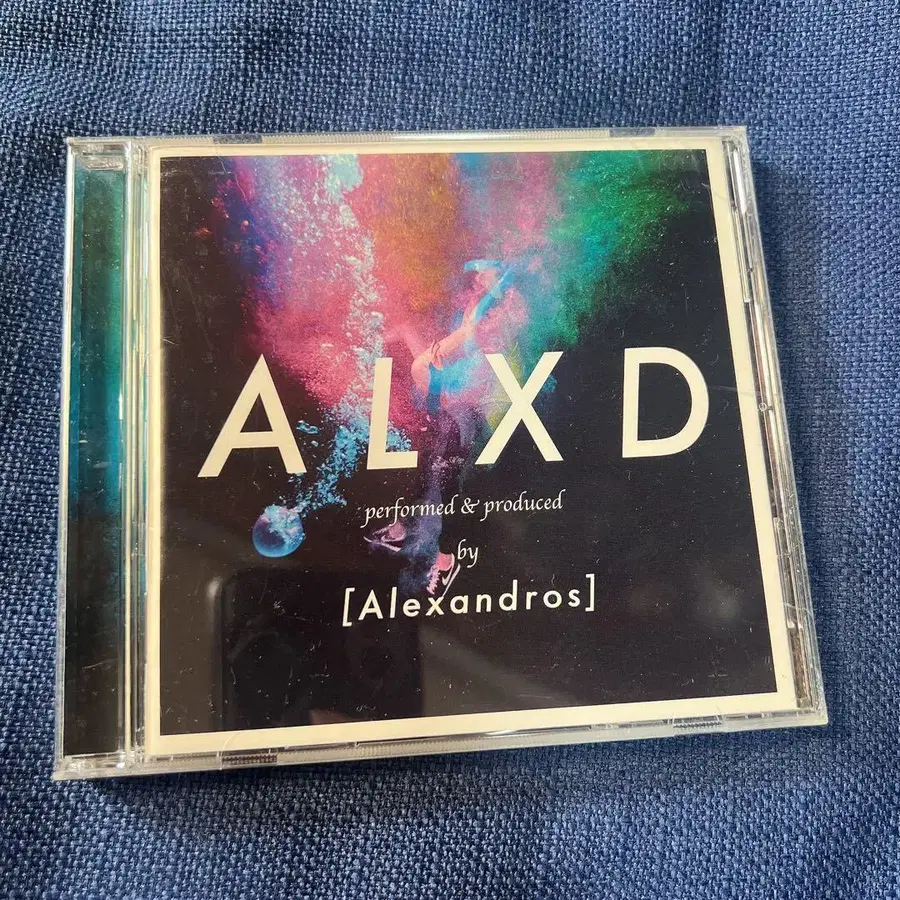 ALXD
performed & produced
by
[Alexandros]